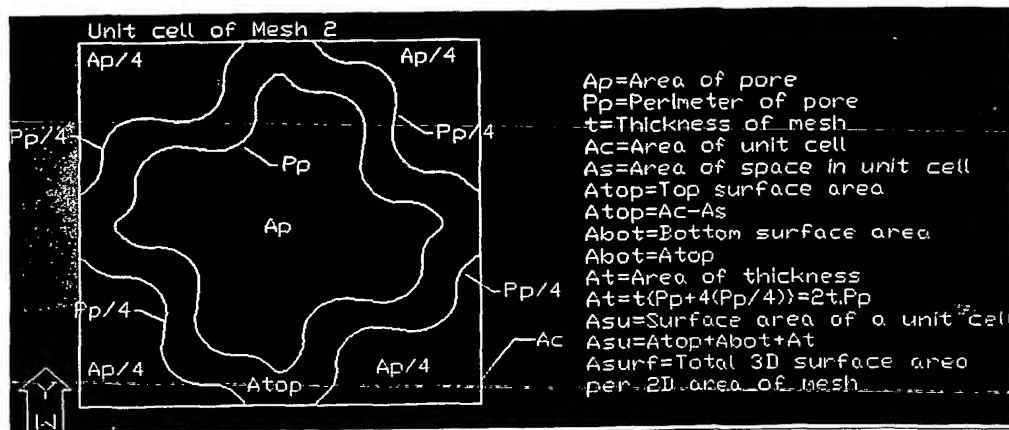 Unit cell of Mesh 2
Ap/4
Ap/4
Pp/4
Pp/4
Pp
Ap
Pp/4
Pp/4
Ac
Ap/4
Ap/4
Atop
Y
W
Ap=Area of pore
Pp=Perimeter of pore
t=Thickness of mesh
Ac=Area of unit cell
As=Area of space in unit cell
Atop=Top surface area
Atop=Ac-As
Abot=Bottom surface area
Abot=Atop
At=Area of thickness
At=t(Pp+4(Pp/4))=2t.Pp
Asu=Surface area of a unit cell
Asu=Atop+Abot+At
Asurf=Total 3D surface area
per 2D area of mesh